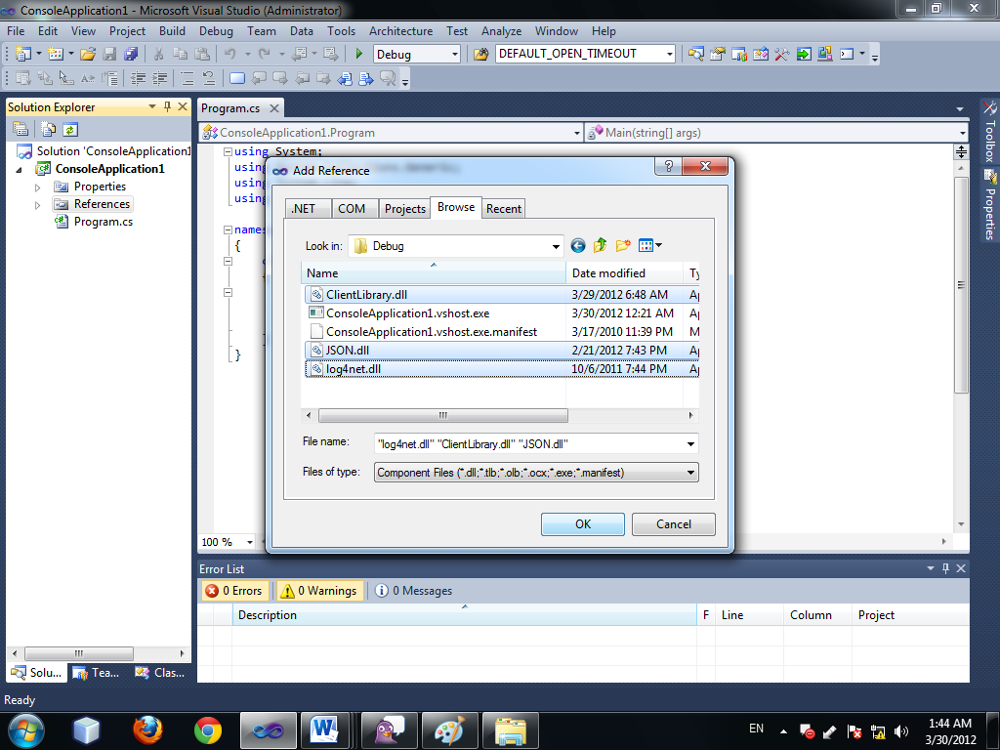 ConsoleApplication1 - Microsoft Visual Studio (Administrator)
File Edit View Project Build Debug Team Data Tools Architecture Test Analyze Window Help
Debug DEFAULT_OPEN_TIMEOUT
Solution Explorer
Program.cs
ConsoleApplication1.Program Main(string[] args)
Solution 'ConsoleApplication1
ConsoleApplication1
Properties
References
Program.cs
using System;
using
using
using
names
{
}
Add Reference
.NET COM Projects Browse Recent
Look in: Debug
Name Date modified Ty
ClientLibrary.dll 3/29/2012 6:48 AM Ap
ConsoleApplication1.vshost.exe 3/30/2012 12:21 AM Ap
ConsoleApplication1.vshost.exe.manifest 3/17/2010 11:39 PM M
JSON.dll 2/21/2012 7:43 PM Ap
log4net.dll 10/6/2011 7:44 PM Ap
File name: "log4net.dll" "ClientLibrary.dll" "JSON.dll"
Files of type: Component Files (*.dll;*.tlb;*.olb;*.ocx;*.exe;*.manifest)
OK Cancel
100 %
Toolbox
Properties
Error List
0 Errors 0 Warnings 0 Messages
Description F Line Column Project
Solu... Tea... Clas...
Ready
EN
1:44 AM
3/30/2012